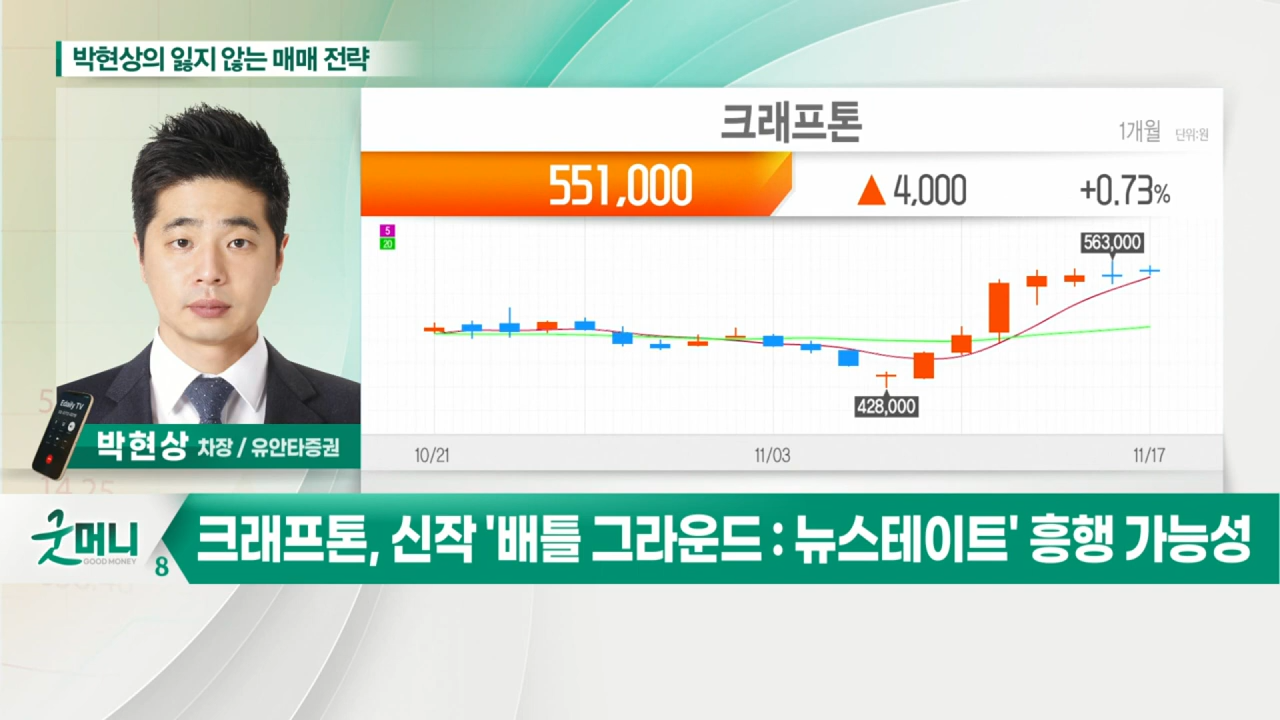 박현상의 잃지 않는 매매 전략
크래프톤
1개월 단위:원
551,000 ▲4,000 +0.73%
5
20
563,000
428,000
10/21 11/03 11/17
Edaily TV
박현상 차장 / 유안타증권
14.25
굿머니
GOOD MONEY
8
크래프톤, 신작 '배틀 그라운드 : 뉴스테이트' 흥행 가능성